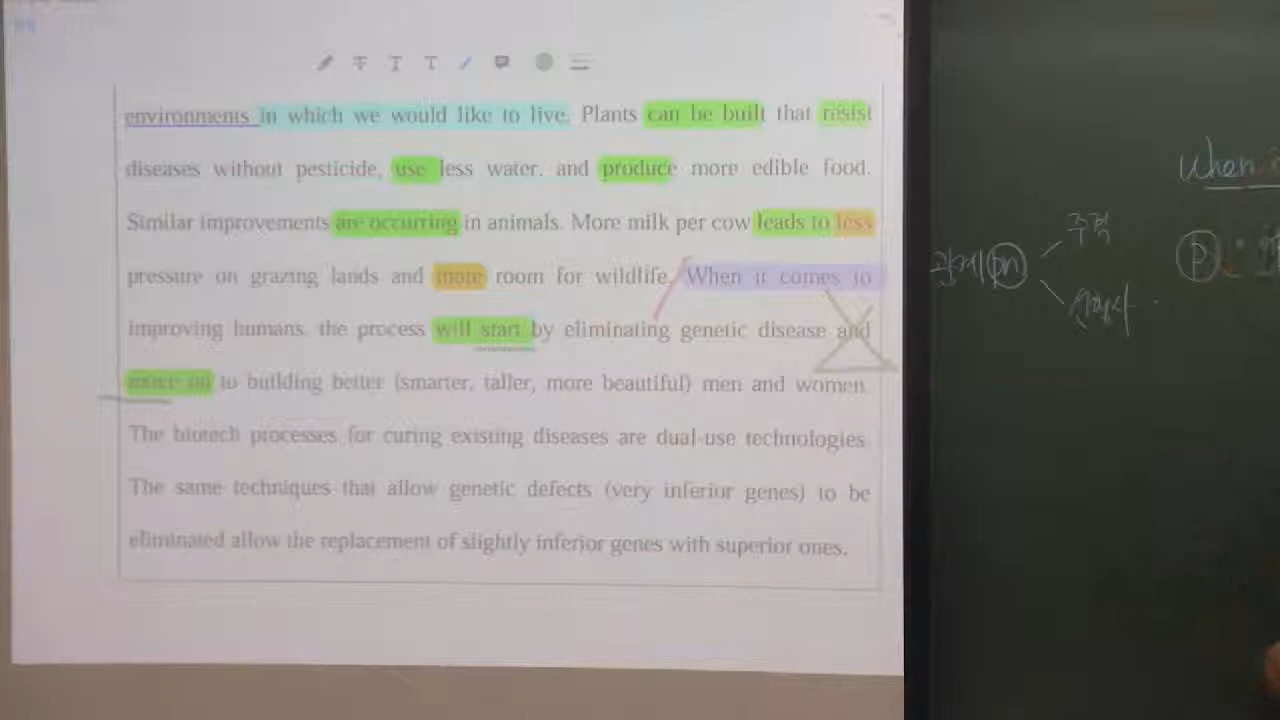 environments in which we would like to live. Plants can be built that resist
diseases without pesticide, use less water, and produce more edible food.
Similar improvements are occurring in animals. More milk per cow leads to less
pressure on grazing lands and more room for wildlife. When it comes to
improving humans, the process will start by eliminating genetic disease and
move on to building better (smarter, taller, more beautiful) men and women.
The biotech processes for curing existing diseases are dual-use technologies.
The same techniques that allow genetic defects (very inferior genes) to be
eliminated allow the replacement of slightly inferior genes with superior ones.
When
주격
관계 pn
P